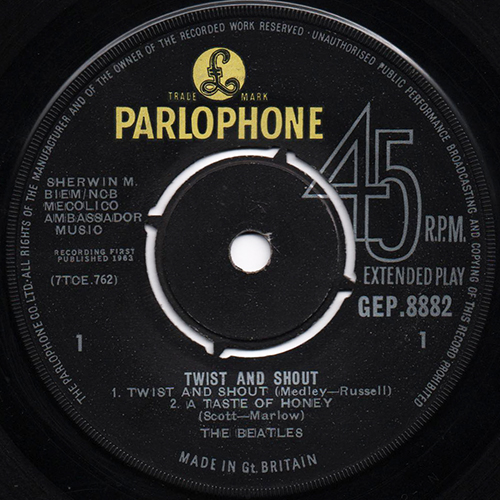 THE PARLOPHONE CO.LTD·ALL RIGHTS OF THE MANUFACTURER AND OF THE OWNER OF THE RECORDED WORK RESERVED · UNAUTHORISED PUBLIC PERFORMANCE BROADCASTING AND COPYING OF THIS RECORD PROHIBITED
£
TRADE MARK
PARLOPHONE
45
R.P.M.
EXTENDED PLAY
GEP.8882
SHERWIN M.
BIEM/NCB
MECOLICO
AMBASSADOR
MUSIC
RECORDING FIRST
PUBLISHED 1963
(7TCE.762)
1
1
TWIST AND SHOUT
1. TWIST AND SHOUT (Medley—Russell)
2. A TASTE OF HONEY
(Scott—Marlow)
THE BEATLES
MADE IN Gt. BRITAIN